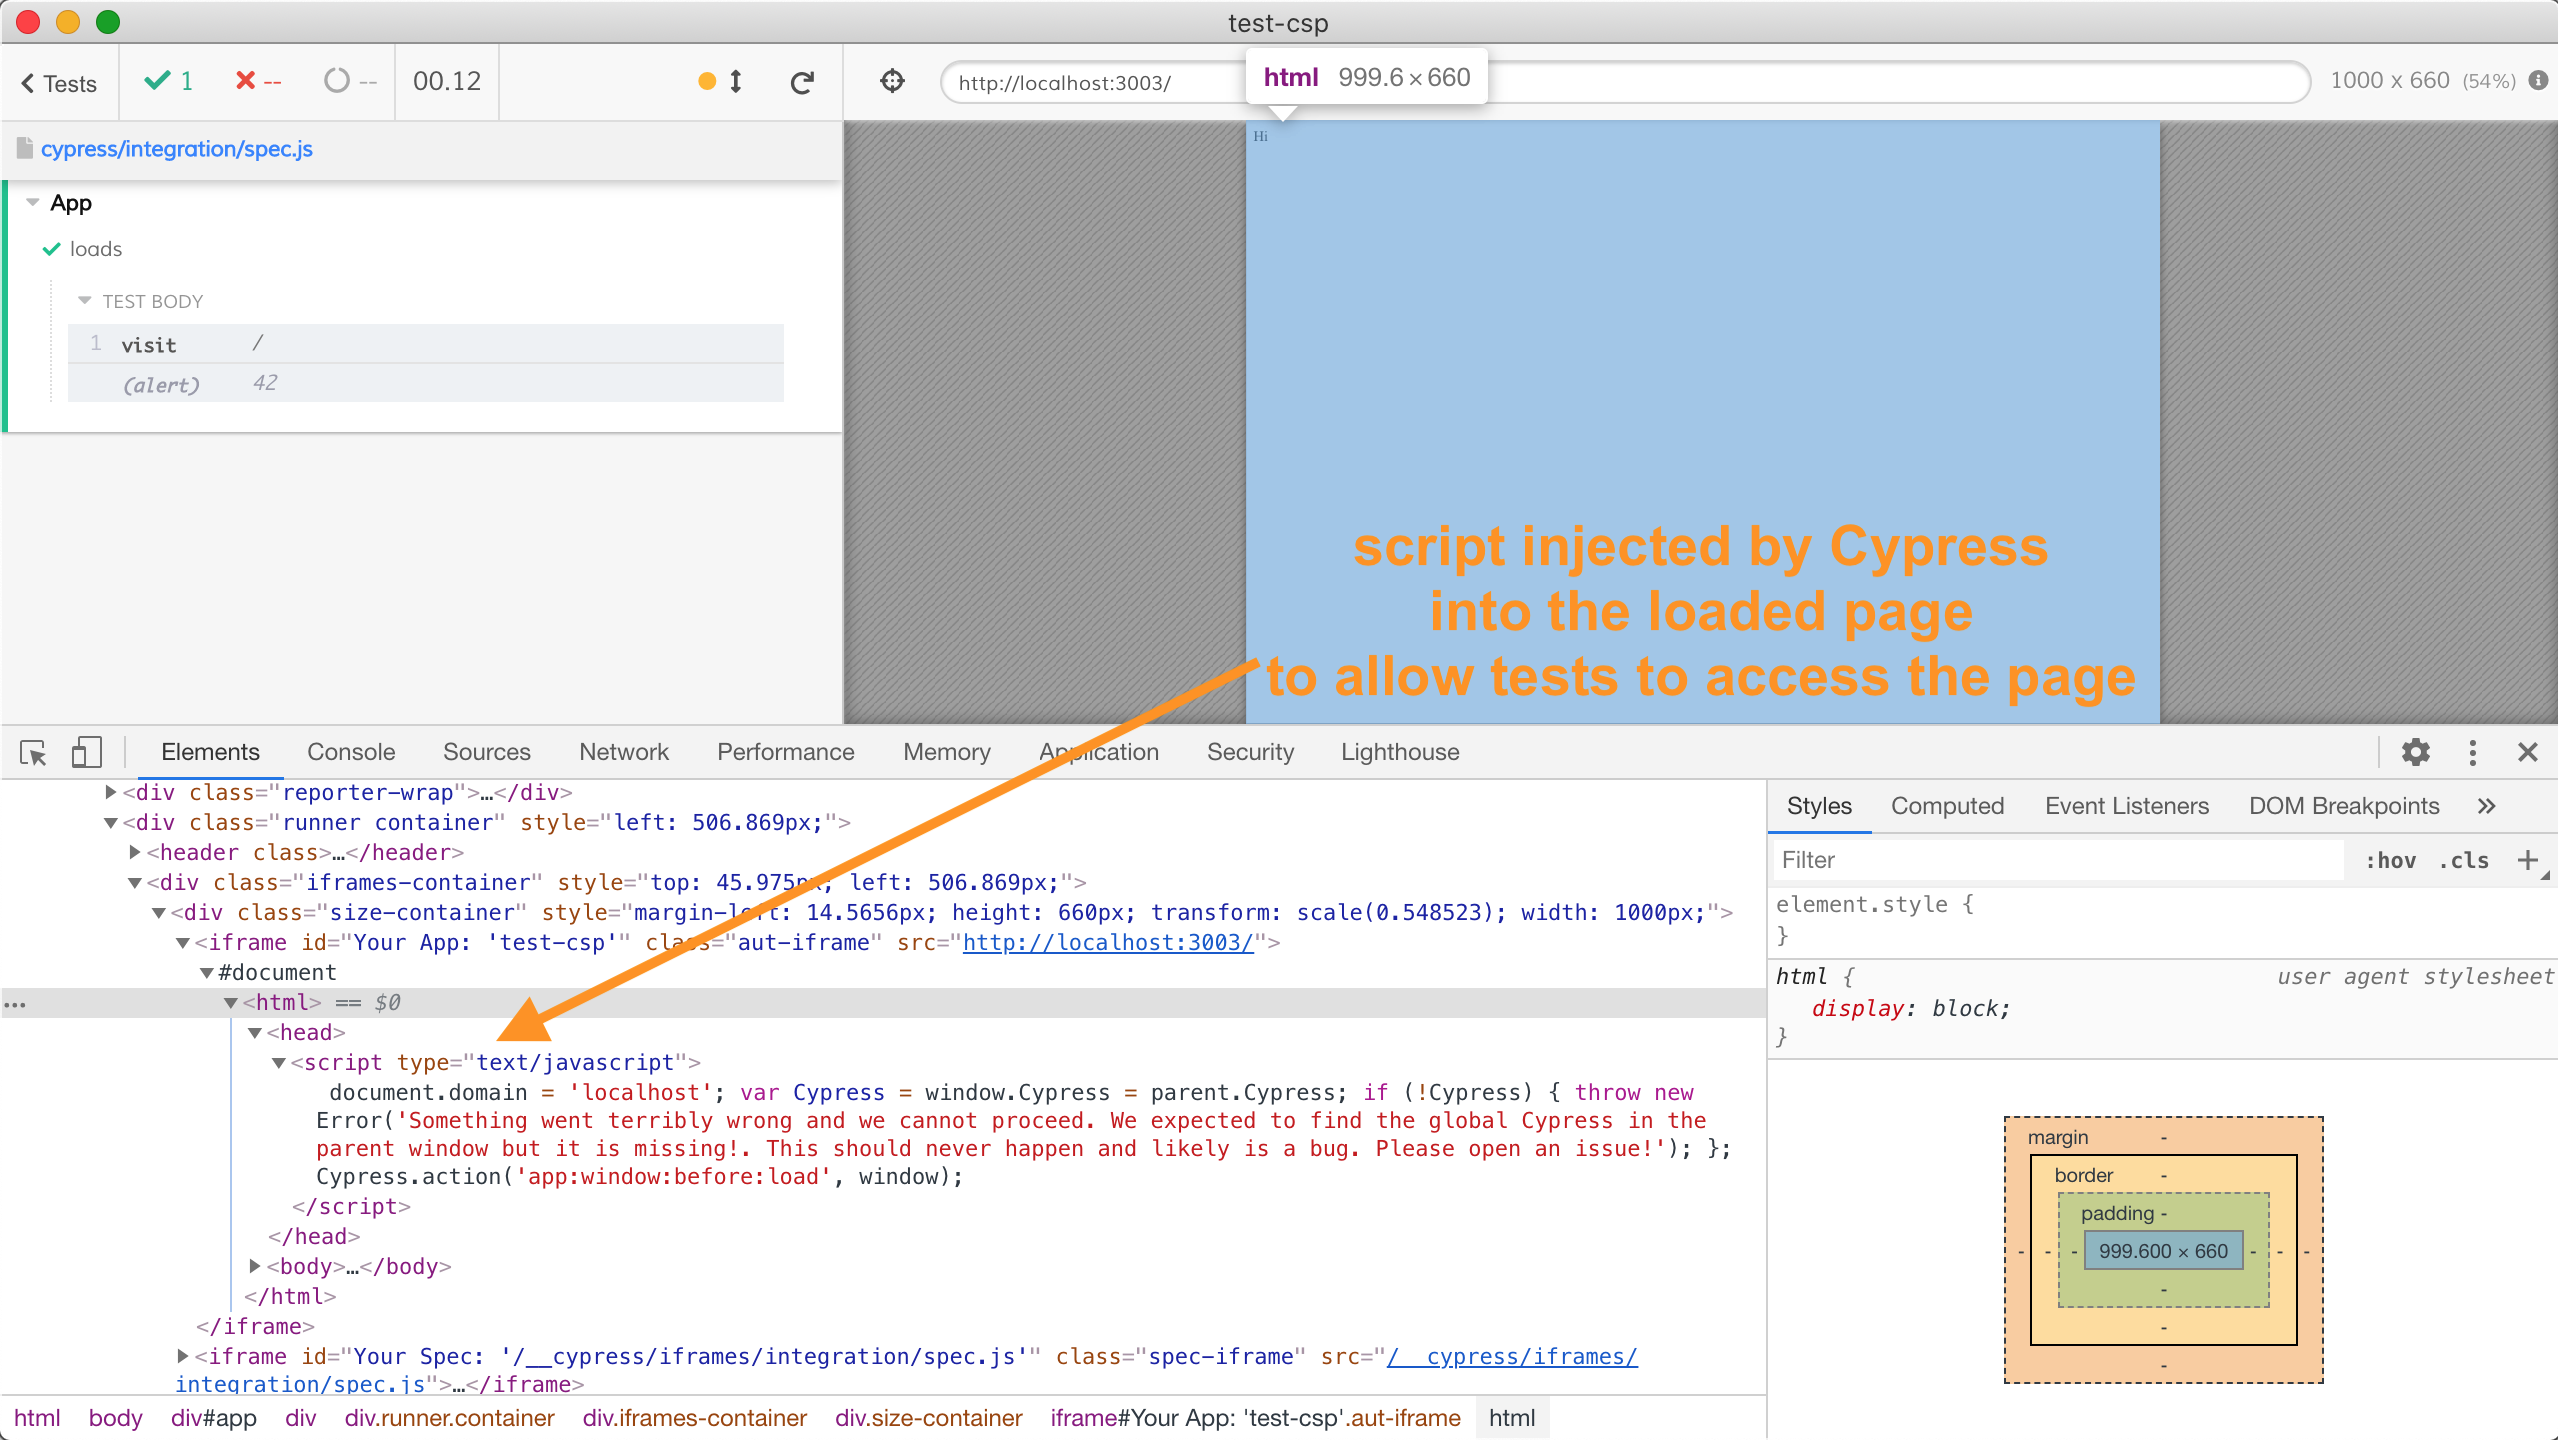 test-csp
Tests 1 -- -- 00.12
http://localhost:3003/
html 999.6 × 660
1000 x 660 (54%)
cypress/integration/spec.js
App
loads
TEST BODY
1 visit /
(alert) 42
Hi
script injected by Cypress
into the loaded page
to allow tests to access the page
Elements Console Sources Network Performance Memory Application Security Lighthouse
<div class="reporter-wrap">…</div>
<div class="runner container" style="left: 506.869px;">
<header class>…</header>
<div class="iframes-container" style="top: 45.975px; left: 506.869px;">
<div class="size-container" style="margin-left: 14.5656px; height: 660px; transform: scale(0.548523); width: 1000px;">
<iframe id="Your App: 'test-csp'" class="aut-iframe" src="http://localhost:3003/">
#document
… <html> == $0
<head>
<script type="text/javascript">
document.domain = 'localhost'; var Cypress = window.Cypress = parent.Cypress; if (!Cypress) { throw new
Error('Something went terribly wrong and we cannot proceed. We expected to find the global Cypress in the
parent window but it is missing!. This should never happen and likely is a bug. Please open an issue!'); };
Cypress.action('app:window:before:load', window);
</script>
</head>
<body>…</body>
</html>
</iframe>
<iframe id="Your Spec: '/__cypress/iframes/integration/spec.js'" class="spec-iframe" src="/__cypress/iframes/
integration/spec.js">…</iframe>
html body div#app div div.runner.container div.iframes-container div.size-container iframe#Your App: 'test-csp'.aut-iframe html
Styles Computed Event Listeners DOM Breakpoints »
Filter :hov .cls +
element.style {
}
html { user agent stylesheet
display: block;
}
margin -
border -
padding -
- - - 999.600 × 660 - - -
-
-
-